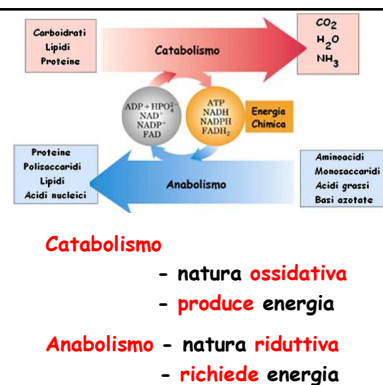 Carboidrati
Lipidi
Proteine
Catabolismo
CO2
H2O
NH3
ADP + HPO4²⁻
NAD⁺
NADP⁺
FAD
ATP
NADH
NADPH
FADH2
Energia
Chimica
Proteine
Polisaccaridi
Lipidi
Acidi nucleici
Anabolismo
Aminoacidi
Monosaccaridi
Acidi grassi
Basi azotate
Catabolismo
- natura ossidativa
- produce energia
Anabolismo - natura riduttiva
- richiede energia